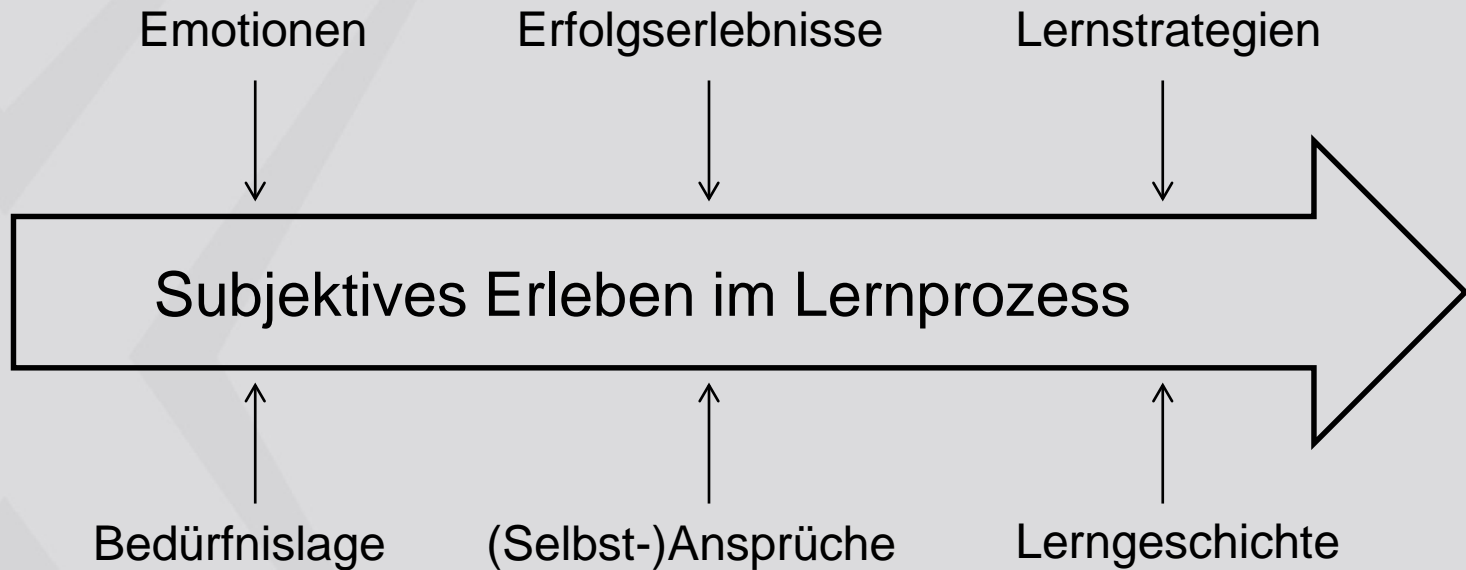 Emotionen Erfolgserlebnisse Lernstrategien
Subjektives Erleben im Lernprozess
Bedürfnislage (Selbst-)Ansprüche Lerngeschichte